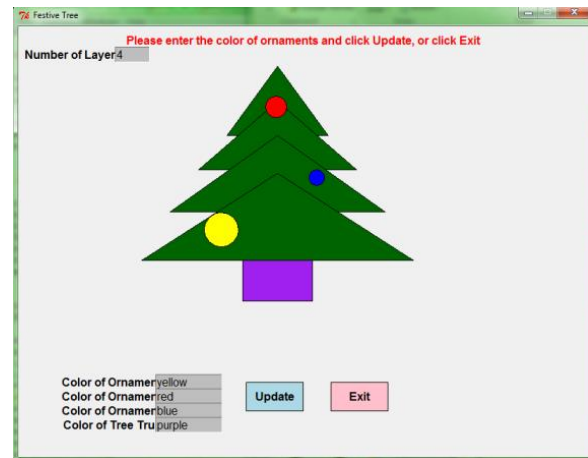 Festive Tree
Please enter the color of ornaments and click Update, or click Exit
Number of Layer 4
Color of Ornamer yellow
Color of Ornamer red
Color of Ornamer blue
Color of Tree Tru purple
Update
Exit